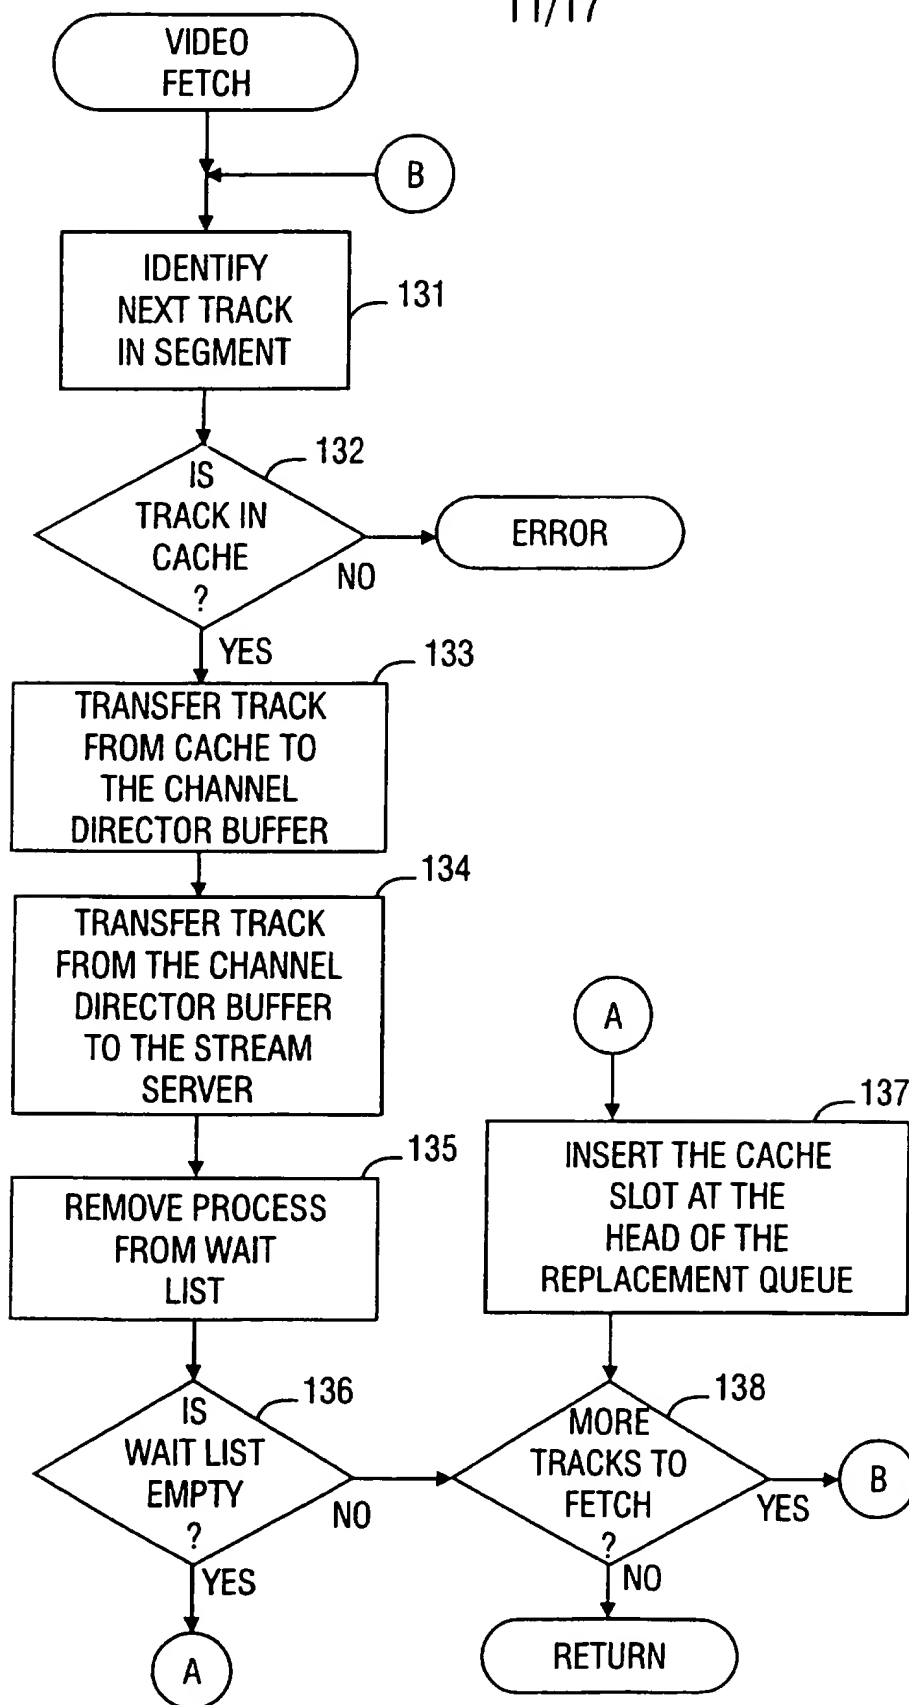 11/17
VIDEO
FETCH
B
IDENTIFY
NEXT TRACK
IN SEGMENT
131
IS
TRACK IN
CACHE
?
132
NO
ERROR
YES
TRANSFER TRACK
FROM CACHE TO
THE CHANNEL
DIRECTOR BUFFER
133
TRANSFER TRACK
FROM THE CHANNEL
DIRECTOR BUFFER
TO THE STREAM
SERVER
134
REMOVE PROCESS
FROM WAIT
LIST
135
IS
WAIT LIST
EMPTY
?
136
NO
YES
A
A
INSERT THE CACHE
SLOT AT THE
HEAD OF THE
REPLACEMENT QUEUE
137
MORE
TRACKS TO
FETCH
?
138
YES
B
NO
RETURN